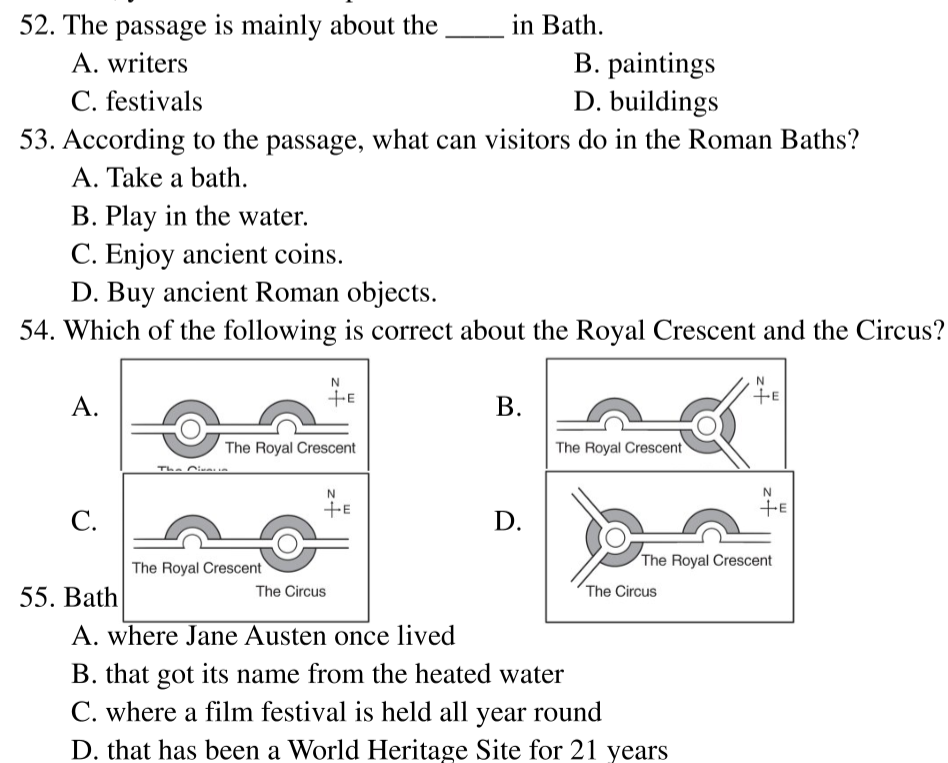 52. The passage is mainly about the ____ in Bath.
A. writers B. paintings
C. festivals D. buildings
53. According to the passage, what can visitors do in the Roman Baths?
A. Take a bath.
B. Play in the water.
C. Enjoy ancient coins.
D. Buy ancient Roman objects.
54. Which of the following is correct about the Royal Crescent and the Circus?
A. N E B. N E
The Royal Crescent The Royal Crescent
C. N E D. N E
The Royal Crescent The Royal Crescent
The Circus The Circus
55. Bath
A. where Jane Austen once lived
B. that got its name from the heated water
C. where a film festival is held all year round
D. that has been a World Heritage Site for 21 years